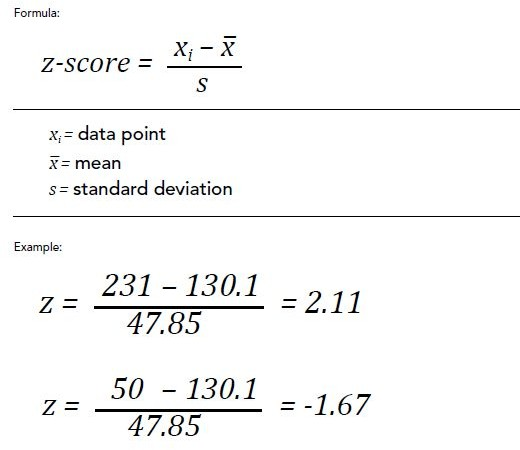 Formula:
z-score = xᵢ − x̄
s
xᵢ = data point
x̄ = mean
s = standard deviation
Example:
z = 231 − 130.1 = 2.11
47.85
z = 50 − 130.1 = -1.67
47.85